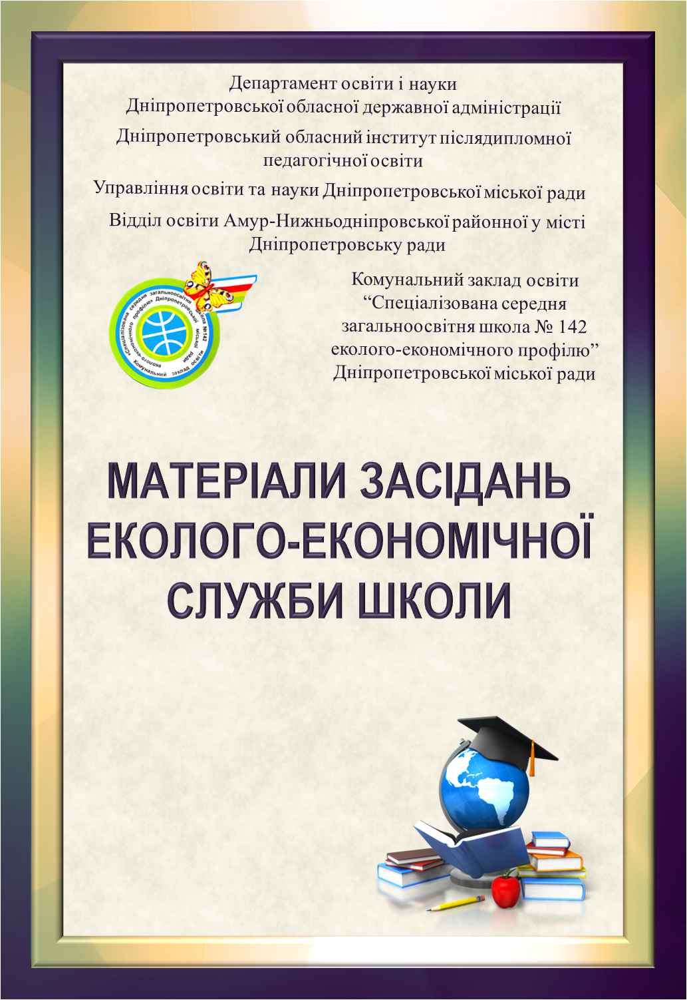 Департамент освіти і науки
Дніпропетровської обласної державної адміністрації
Дніпропетровський обласний інститут післядипломної
педагогічної освіти
Управління освіти та науки Дніпропетровської міської ради
Відділ освіти Амур-Нижньодніпровської районної у місті
Дніпропетровську ради
Комунальний заклад освіти
«Спеціалізована середня загальноосвітня школа №142
еколого-економічного профілю» Дніпропетровської міської ради
Комунальний заклад освіти
“Спеціалізована середня
загальноосвітня школа № 142
еколого-економічного профілю”
Дніпропетровської міської ради
МАТЕРІАЛИ ЗАСІДАНЬ
ЕКОЛОГО-ЕКОНОМІЧНОЇ
СЛУЖБИ ШКОЛИ